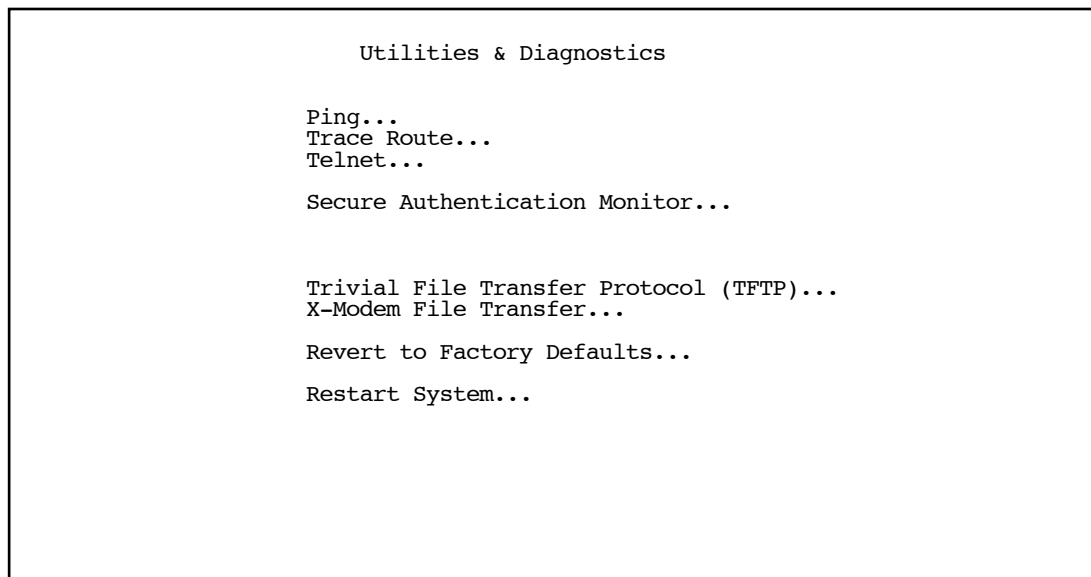 Utilities & Diagnostics
Ping...
Trace Route...
Telnet...
Secure Authentication Monitor...
Trivial File Transfer Protocol (TFTP)...
X-Modem File Transfer...
Revert to Factory Defaults...
Restart System...